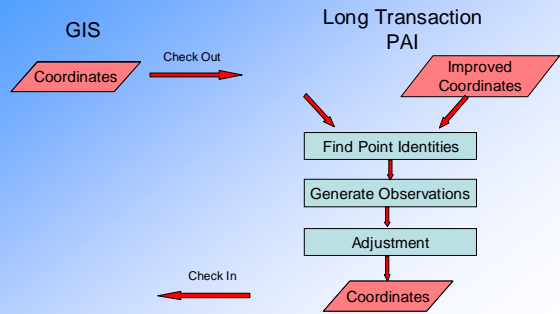 GIS
Long Transaction
PAI
Coordinates
Check Out
Improved
Coordinates
Find Point Identities
Generate Observations
Adjustment
Check In
Coordinates